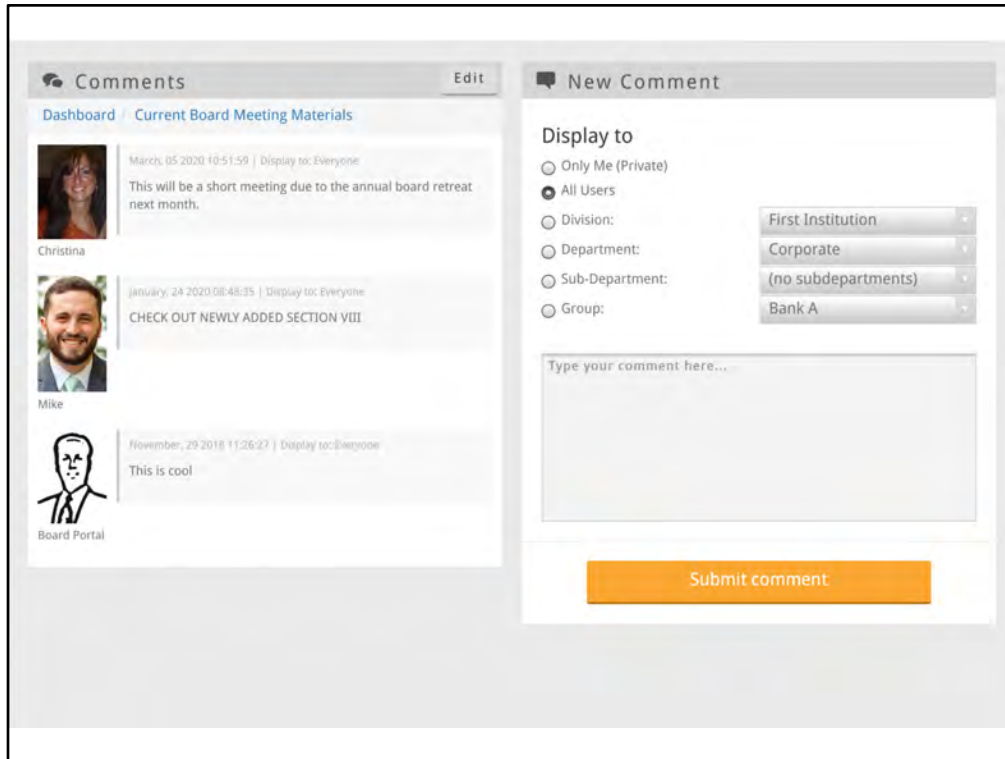 Comments
Edit
Dashboard / Current Board Meeting Materials
March, 05 2020 10:51:59 | Display to: Everyone
This will be a short meeting due to the annual board retreat
next month.
Christina
January, 24 2020 08:48:35 | Display to: Everyone
CHECK OUT NEWLY ADDED SECTION VIII
Mike
November, 29 2018 11:26:27 | Display to: Everyone
This is cool
Board Portal
New Comment
Display to
Only Me (Private)
All Users
Division: First Institution
Department: Corporate
Sub-Department: (no subdepartments)
Group: Bank A
Type your comment here...
Submit comment